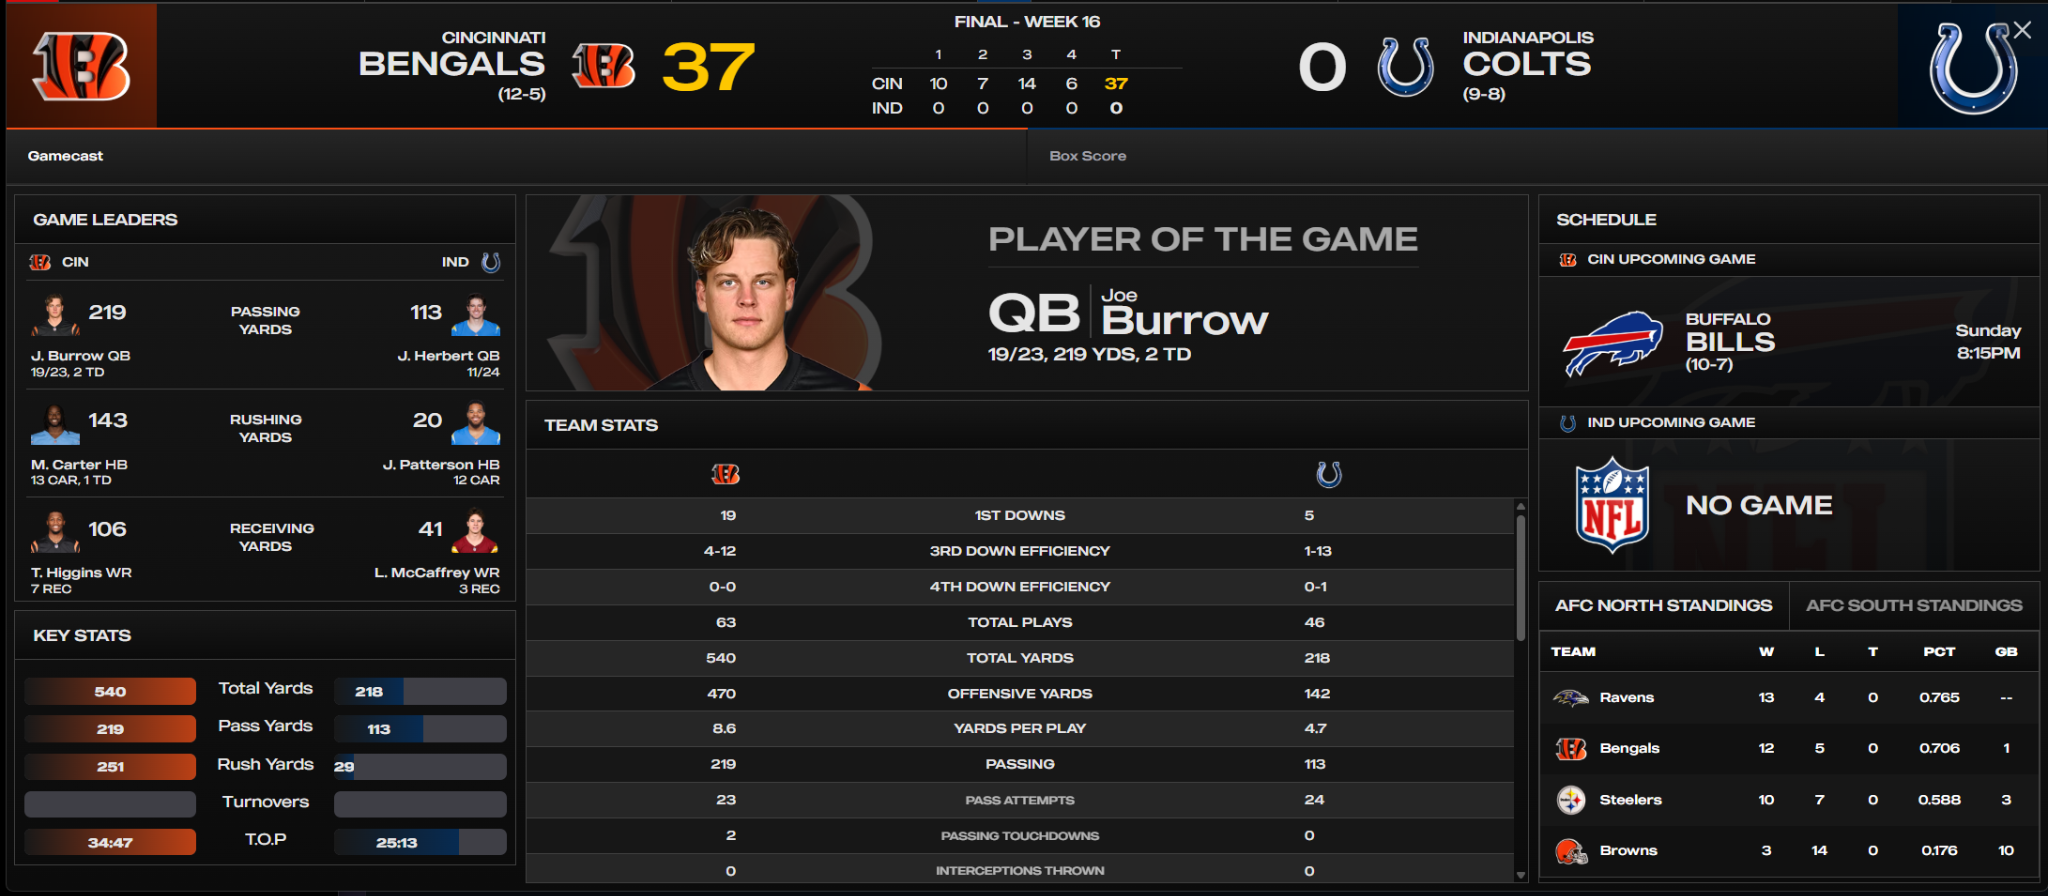 CINCINNATI
BENGALS
(12-5)
37
FINAL - WEEK 16
1 2 3 4 T
CIN 10 7 14 6 37
IND 0 0 0 0 0
0
INDIANAPOLIS
COLTS
(9-8)
Gamecast
Box Score
GAME LEADERS
CIN IND
219 PASSING YARDS 113
J. Burrow QB J. Herbert QB
19/23, 2 TD 11/24
143 RUSHING YARDS 20
M. Carter HB J. Patterson HB
13 CAR, 1 TD 12 CAR
106 RECEIVING YARDS 41
T. Higgins WR L. McCaffrey WR
7 REC 3 REC
KEY STATS
540 Total Yards 218
219 Pass Yards 113
251 Rush Yards 29
Turnovers
34:47 T.O.P 25:13
PLAYER OF THE GAME
QB Joe Burrow
19/23, 219 YDS, 2 TD
TEAM STATS
19 1ST DOWNS 5
4-12 3RD DOWN EFFICIENCY 1-13
0-0 4TH DOWN EFFICIENCY 0-1
63 TOTAL PLAYS 46
540 TOTAL YARDS 218
470 OFFENSIVE YARDS 142
8.6 YARDS PER PLAY 4.7
219 PASSING 113
23 PASS ATTEMPTS 24
2 PASSING TOUCHDOWNS 0
0 INTERCEPTIONS THROWN 0
SCHEDULE
CIN UPCOMING GAME
BUFFALO
BILLS
(10-7)
Sunday
8:15PM
IND UPCOMING GAME
NFL
NO GAME
AFC NORTH STANDINGS AFC SOUTH STANDINGS
TEAM W L T PCT GB
Ravens 13 4 0 0.765 --
Bengals 12 5 0 0.706 1
Steelers 10 7 0 0.588 3
Browns 3 14 0 0.176 10